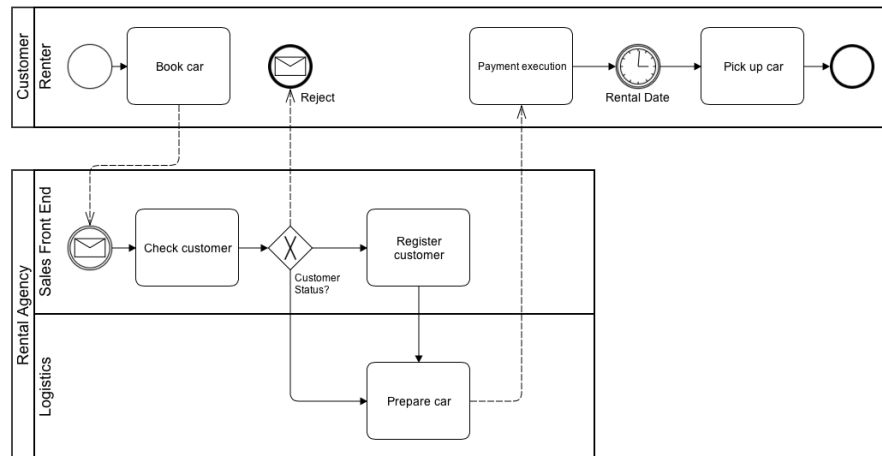 Customer
Renter
Book car
Reject
Payment execution
Rental Date
Pick up car
Rental Agency
Sales Front End
Check customer
Customer
Status?
Register
customer
Logistics
Prepare car